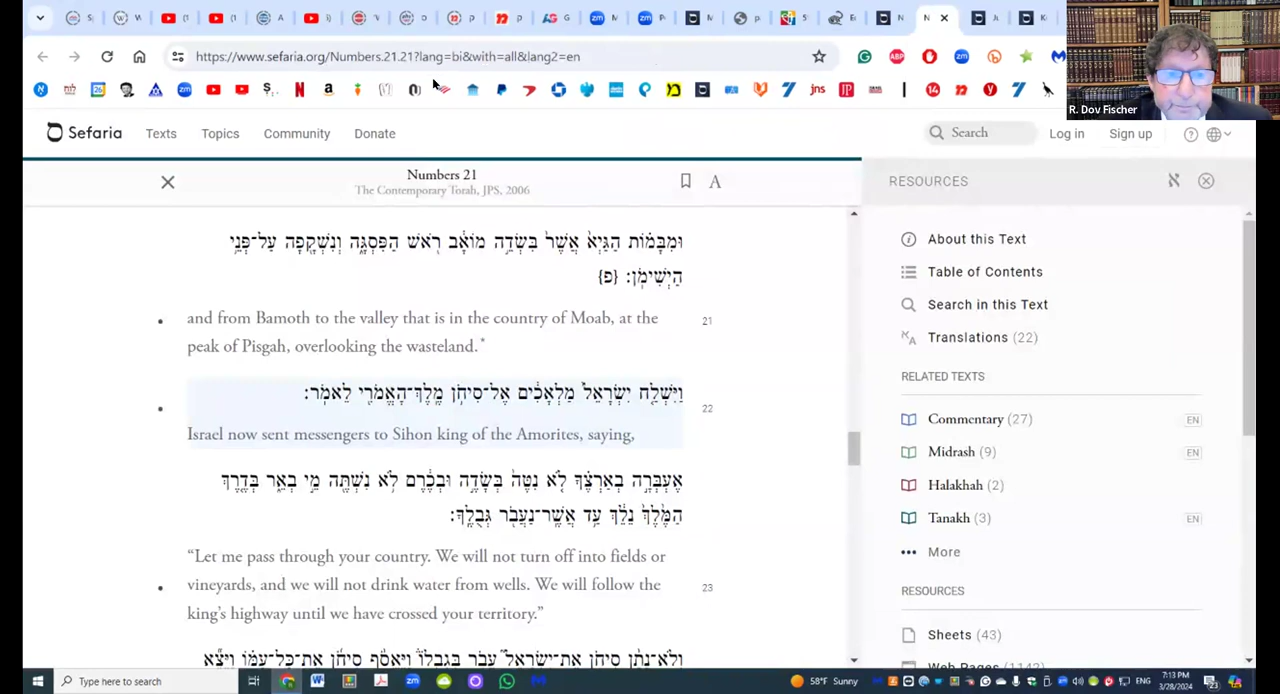 https://www.sefaria.org/Numbers.21.21?lang=bi&with=all&lang2=en
R. Dov Fischer
Sefaria
Texts
Topics
Community
Donate
Search
Log in
Sign up
Numbers 21
The Contemporary Torah, JPS, 2006
A
RESOURCES
וּמִבָּמ֗וֹת הַגַּיְא֙ אֲשֶׁר֙ בִּשְׂדֵ֣ה מוֹאָ֔ב רֹ֖אשׁ הַפִּסְגָּ֑ה וְנִשְׁקָ֖פָה עַל־פְּנֵ֥י
הַיְשִׁימֹֽן׃ {פ}
and from Bamoth to the valley that is in the country of Moab, at the
21
peak of Pisgah, overlooking the wasteland.*
וַיִּשְׁלַ֤ח יִשְׂרָאֵל֙ מַלְאָכִ֔ים אֶל־סִיחֹ֥ן מֶֽלֶךְ־הָאֱמֹרִ֖י לֵאמֹֽר׃
22
Israel now sent messengers to Sihon king of the Amorites, saying,
אֶעְבְּרָ֣ה בְאַרְצֶ֗ךָ לֹ֤א נִטֶּה֙ בְּשָׂדֶ֣ה וּבְכֶ֔רֶם לֹ֥א נִשְׁתֶּ֖ה מֵ֣י בְאֵ֑ר בְּדֶ֤רֶךְ
הַמֶּ֙לֶךְ֙ נֵלֵ֔ךְ עַ֥ד אֲשֶֽׁר־נַעֲבֹ֖ר גְּבֻלֶֽךָ׃
“Let me pass through your country. We will not turn off into fields or
vineyards, and we will not drink water from wells. We will follow the
23
king’s highway until we have crossed your territory.”
וְלֹא־נָתַ֨ן סִיחֹ֣ן אֶת־יִשְׂרָאֵל֮ עֲבֹ֣ר בִּגְבֻלוֹ֒ וַיֶּאֱסֹ֨ף סִיחֹ֜ן אֶת־כׇּל־עַמּ֗וֹ וַיֵּצֵ֞א
About this Text
Table of Contents
Search in this Text
Translations (22)
RELATED TEXTS
Commentary (27) EN
Midrash (9) EN
Halakhah (2)
Tanakh (3) EN
More
RESOURCES
Sheets (43)
Web Pages (1142)
Type here to search
58°F Sunny
ENG
7:13 PM
3/28/2024